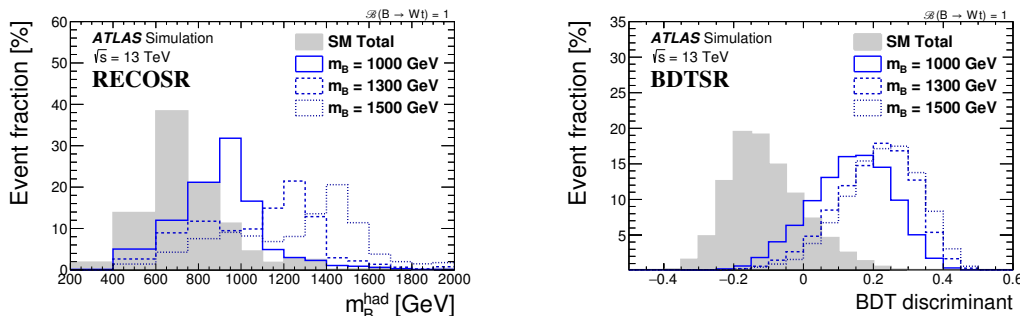 ℬ(B → Wt) = 1
ATLAS Simulation
√s = 13 TeV
RECOSR
SM Total
m_B = 1000 GeV
m_B = 1300 GeV
m_B = 1500 GeV
Event fraction [%]
60
50
40
30
20
10
0
200 400 600 800 1000 1200 1400 1600 1800 2000
m_B^had [GeV]
ℬ(B → Wt) = 1
ATLAS Simulation
√s = 13 TeV
BDTSR
SM Total
m_B = 1000 GeV
m_B = 1300 GeV
m_B = 1500 GeV
Event fraction [%]
35
30
25
20
15
10
5
−0.4 −0.2 0 0.2 0.4 0.6
BDT discriminant